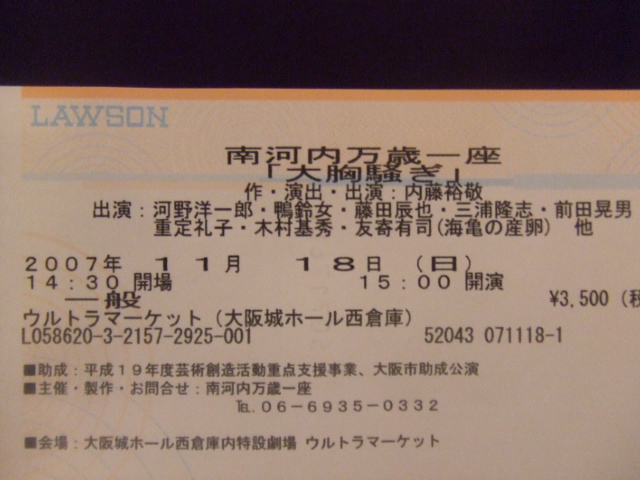 LAWSON
南河内万歳一座
「大胸騒ぎ」
作・演出・出演：内藤裕敬
出演：河野洋一郎・鴨鈴女・藤田辰也・三浦隆志・前田晃男
重定礼子・木村基秀・友寄有司(海亀の産卵) 他
2007年 11月 18日 (日)
14：30 開場 15：00 開演
一般 ¥3,500(税
ウルトラマーケット(大阪城ホール西倉庫)
L058620-3-2157-2925-001 52043 071118-1
■助成：平成19年度芸術創造活動重点支援事業、大阪市助成公演
■主催・製作・お問合せ：南河内万歳一座
℡.06-6935-0332
■会場：大阪城ホール西倉庫内特設劇場 ウルトラマーケット